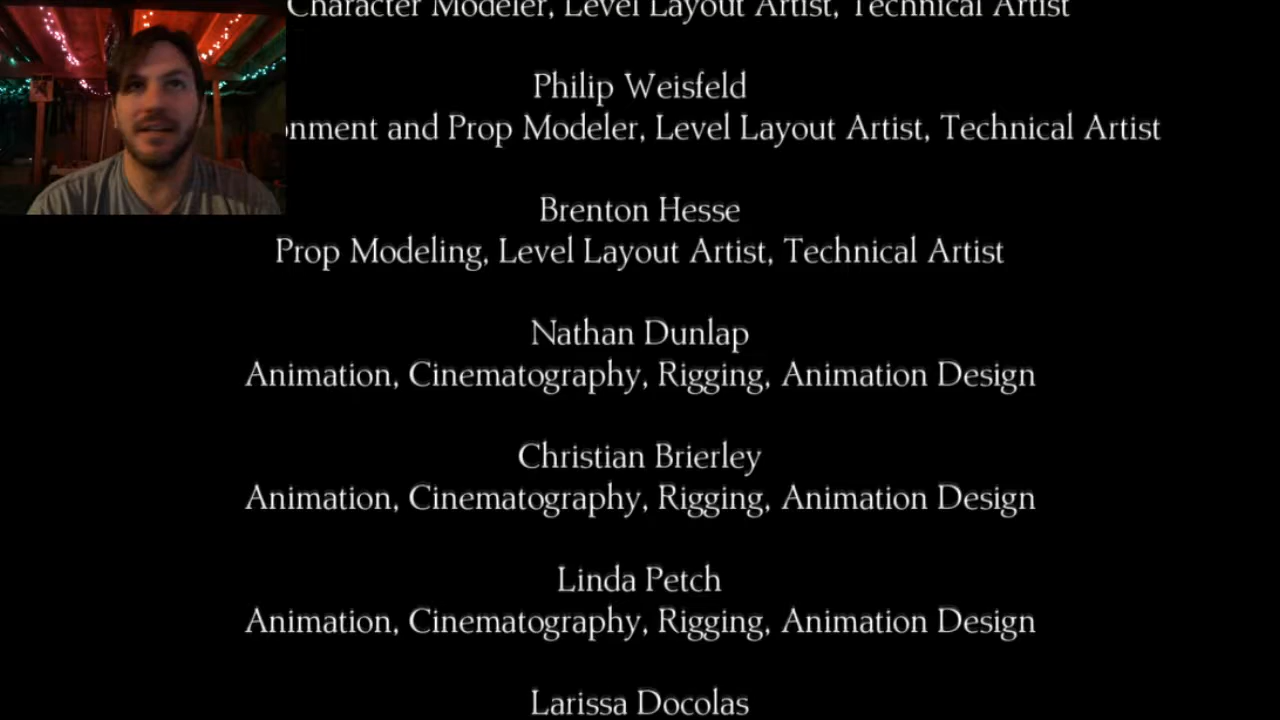 Character Modeler, Level Layout Artist, Technical Artist
Philip Weisfeld
onment and Prop Modeler, Level Layout Artist, Technical Artist
Brenton Hesse
Prop Modeling, Level Layout Artist, Technical Artist
Nathan Dunlap
Animation, Cinematography, Rigging, Animation Design
Christian Brierley
Animation, Cinematography, Rigging, Animation Design
Linda Petch
Animation, Cinematography, Rigging, Animation Design
Larissa Docolas